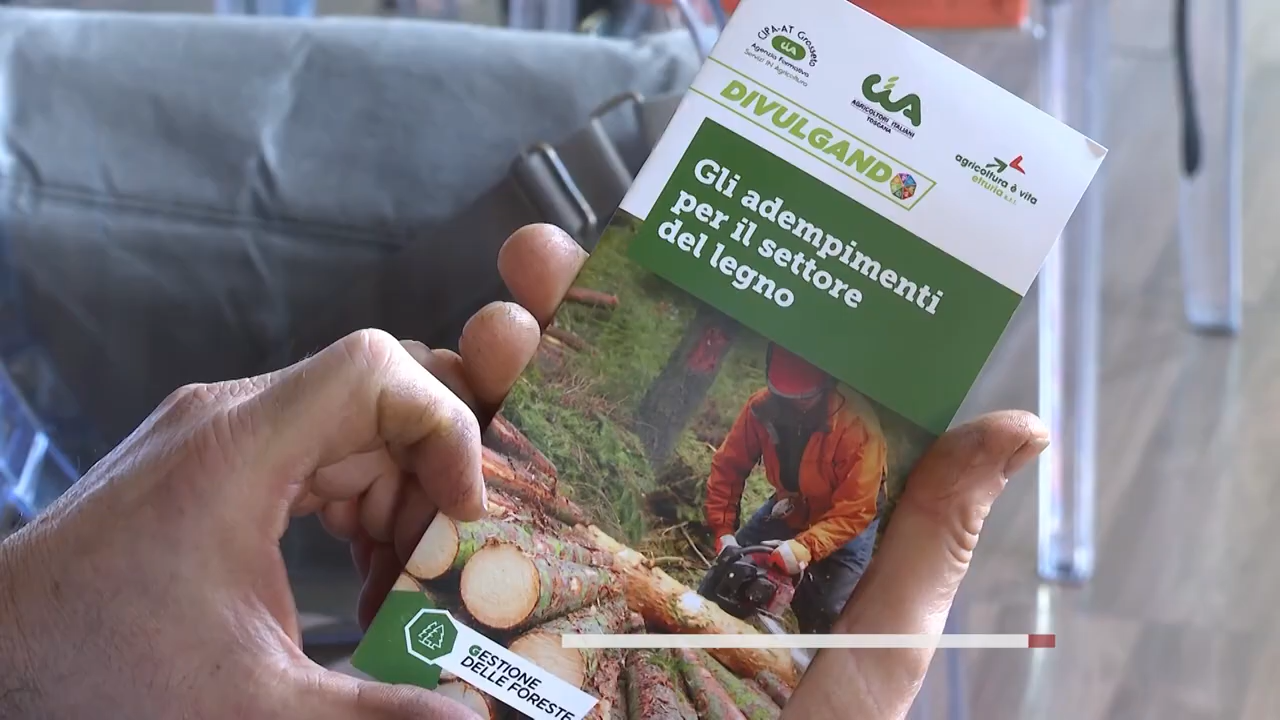 CIPA-AT Grosseto
cia
Agenzia Formativa
Servizi IN Agricoltura
CIA
AGRICOLTORI ITALIANI
TOSCANA
DIVULGANDO
agricoltura è vita
etruria s.r.l.
Gli adempimenti
per il settore
del legno
GESTIONE
DELLE FORESTE